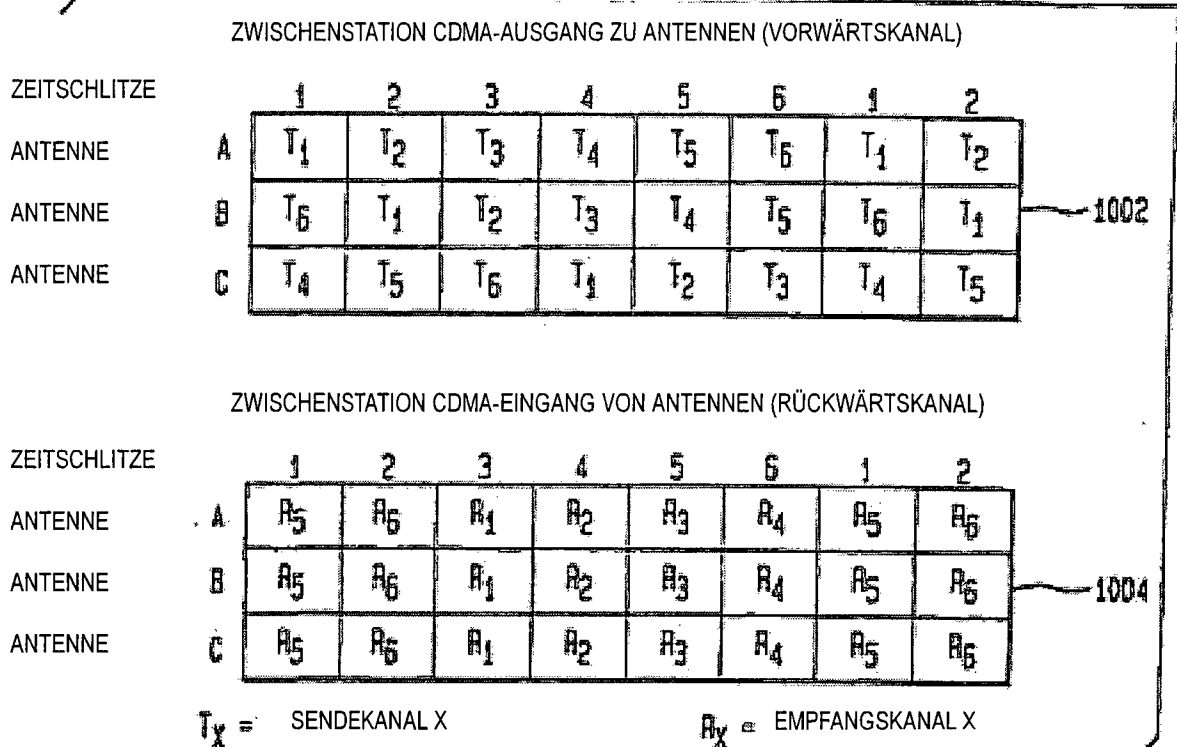 ZWISCHENSTATION CDMA-AUSGANG ZU ANTENNEN (VORWÄRTSKANAL)
ZEITSCHLITZE 1 2 3 4 5 6 1 2
ANTENNE A T1 T2 T3 T4 T5 T6 T1 T2
ANTENNE B T6 T1 T2 T3 T4 T5 T6 T1
1002
ANTENNE C T4 T5 T6 T1 T2 T3 T4 T5
ZWISCHENSTATION CDMA-EINGANG VON ANTENNEN (RÜCKWÄRTSKANAL)
ZEITSCHLITZE 1 2 3 4 5 6 1 2
ANTENNE A R5 R6 R1 R2 R3 R4 R5 R6
ANTENNE B R5 R6 R1 R2 R3 R4 R5 R6
1004
ANTENNE C R5 R6 R1 R2 R3 R4 R5 R6
TX = SENDEKANAL X RX = EMPFANGSKANAL X